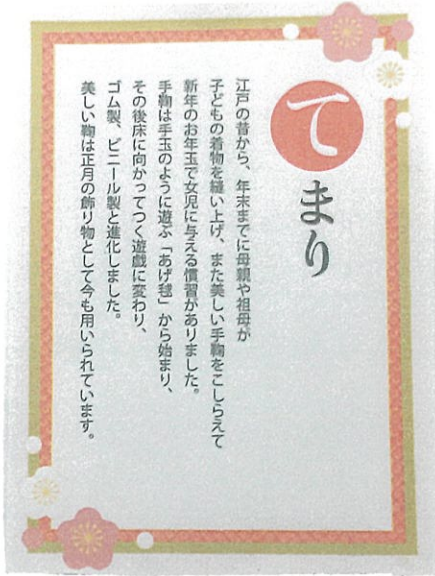 てまり
江戸の昔から、年末までに母親や祖母が
子どもの着物を縫い上げ、また美しい手鞠をこしらえて
新年のお年玉で女児に与える慣習がありました。
手鞠は手玉のように遊ぶ「あげ毬」から始まり、
その後床に向かってつく遊戯に変わり、
ゴム製、ビニール製と進化しました。
美しい鞠は正月の飾り物として今も用いられています。